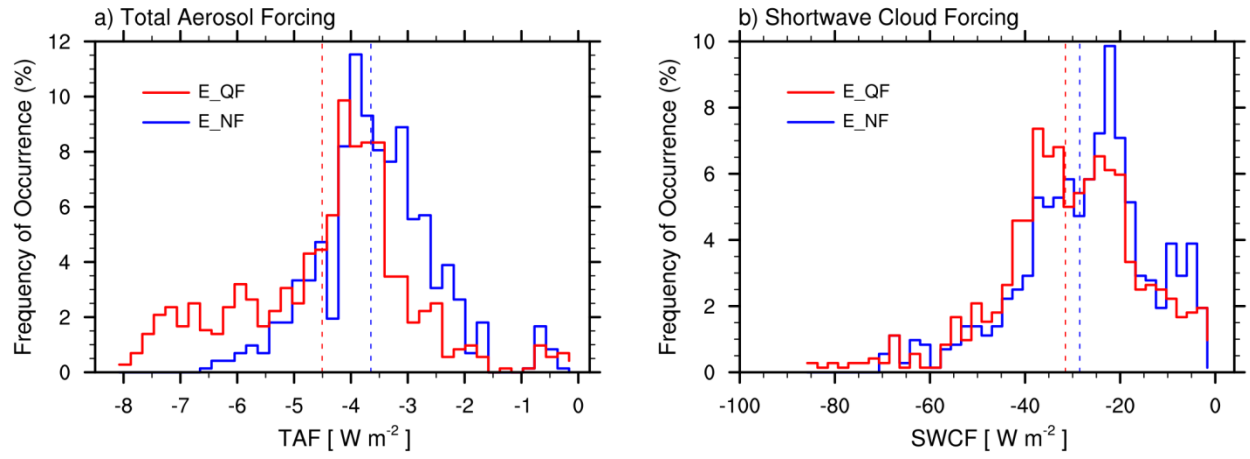 a) Total Aerosol Forcing
12
10
8
6
4
2
0
Frequency of Occurrence (%)
E_QF
E_NF
-8 -7 -6 -5 -4 -3 -2 -1 0
TAF [ W m⁻² ]
b) Shortwave Cloud Forcing
10
8
6
4
2
0
Frequency of Occurrence (%)
E_QF
E_NF
-100 -80 -60 -40 -20 0
SWCF [ W m⁻² ]